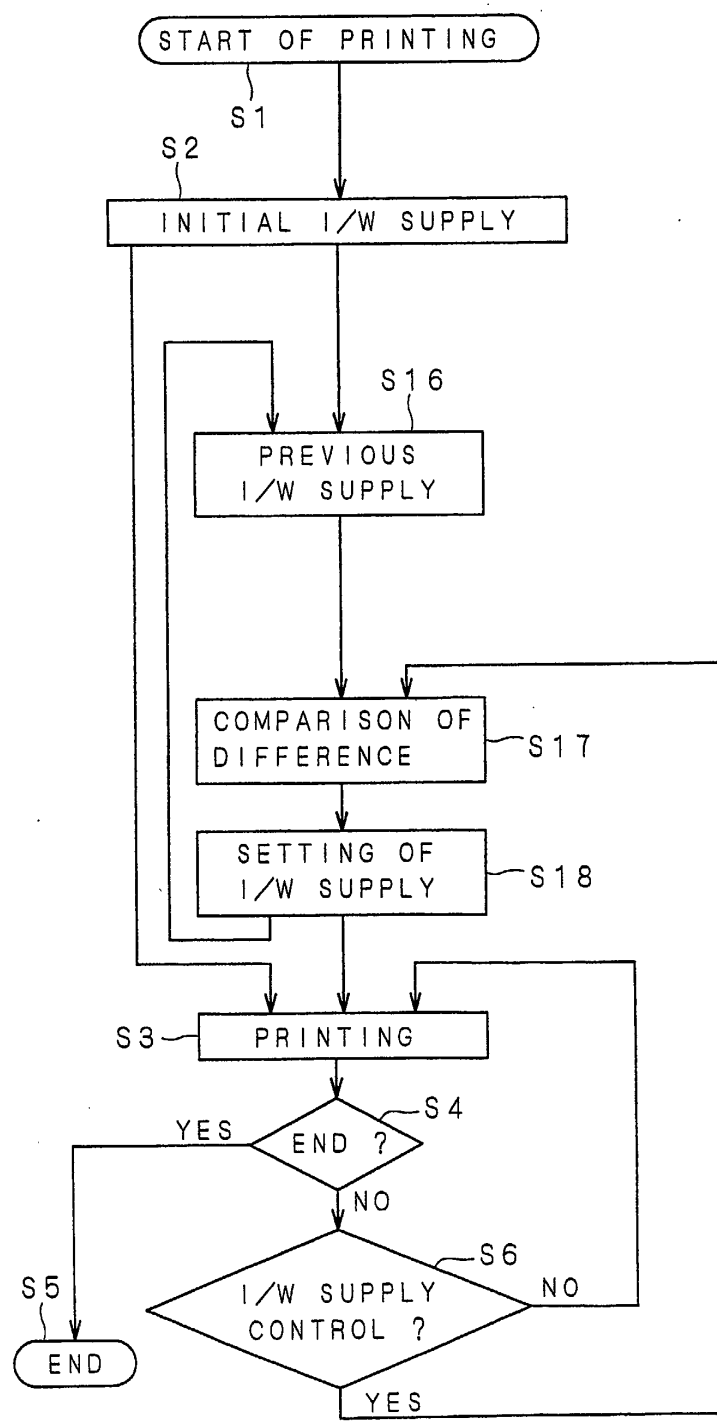 START OF PRINTING
S1
S2
INITIAL I/W SUPPLY
S16
PREVIOUS
I/W SUPPLY
COMPARISON OF
DIFFERENCE
S17
SETTING OF
I/W SUPPLY
S18
S3
PRINTING
S4
YES
END ?
NO
S6
S5
I/W SUPPLY
CONTROL ?
NO
END
YES